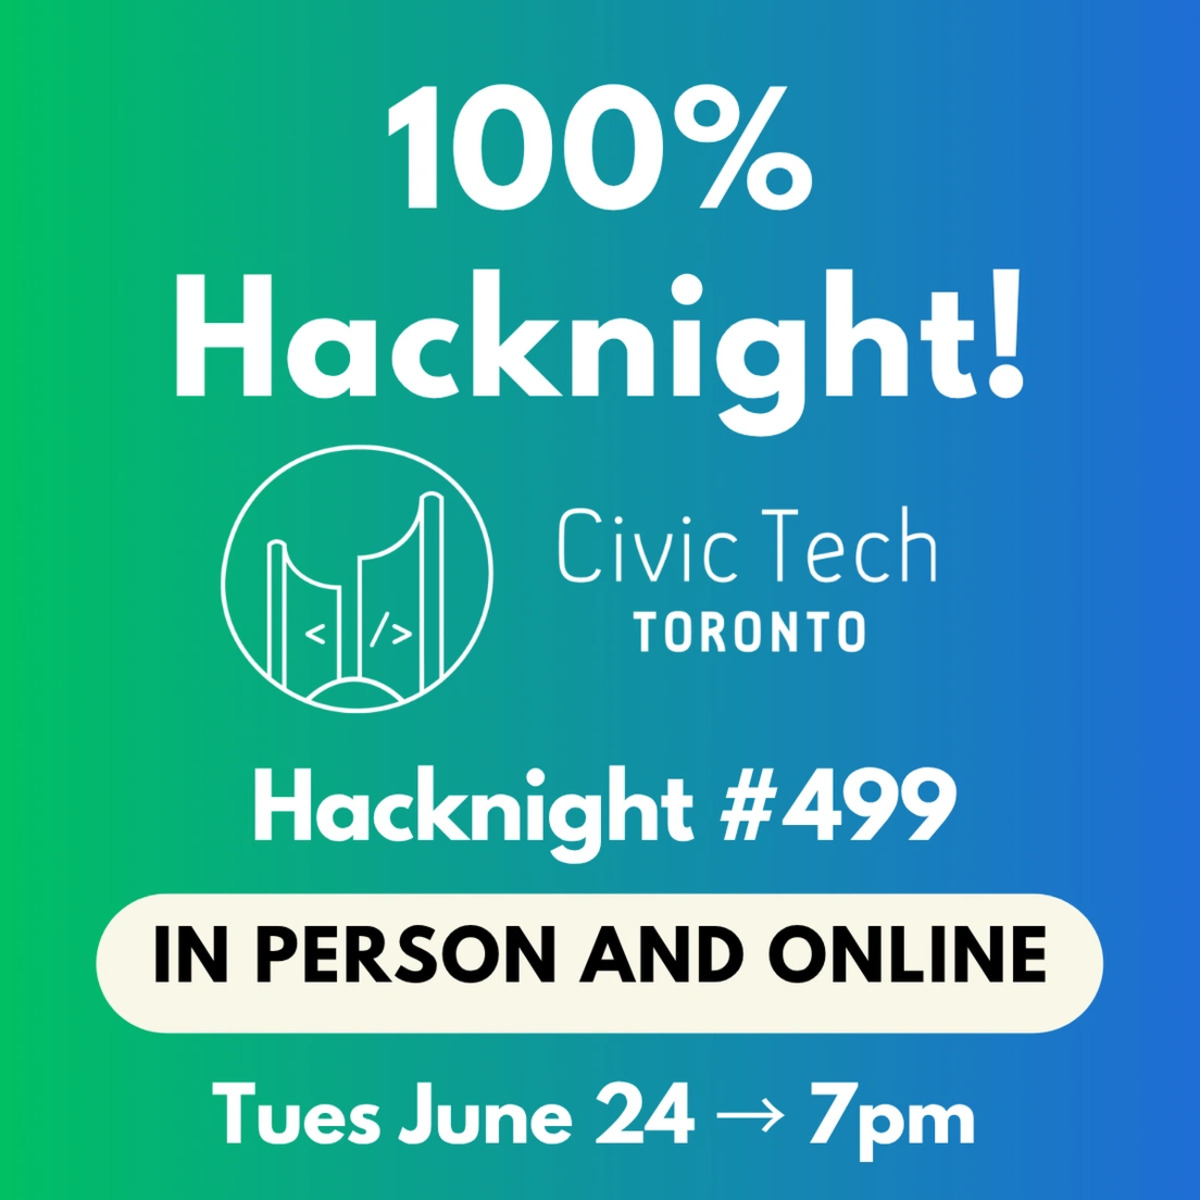 100%
Hacknight!
< />
Civic Tech
TORONTO
Hacknight #499
IN PERSON AND ONLINE
Tues June 24 → 7pm